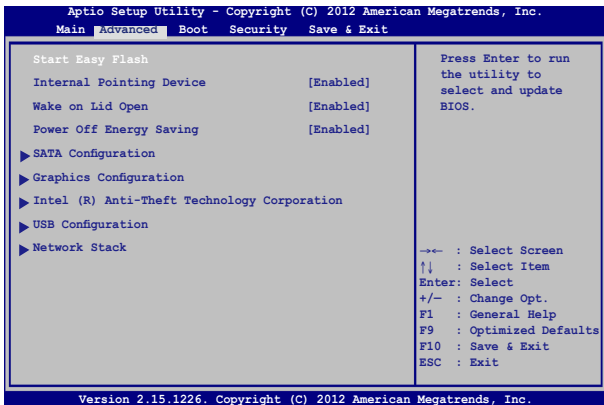 Aptio Setup Utility - Copyright (C) 2012 American Megatrends, Inc.
Main Advanced Boot Security Save & Exit
Start Easy Flash
Internal Pointing Device [Enabled]
Wake on Lid Open [Enabled]
Power Off Energy Saving [Enabled]
SATA Configuration
Graphics Configuration
Intel (R) Anti-Theft Technology Corporation
USB Configuration
Network Stack
Press Enter to run
the utility to
select and update
BIOS.
→← : Select Screen
↑↓ : Select Item
Enter: Select
+/— : Change Opt.
F1 : General Help
F9 : Optimized Defaults
F10 : Save & Exit
ESC : Exit
Version 2.15.1226. Copyright (C) 2012 American Megatrends, Inc.